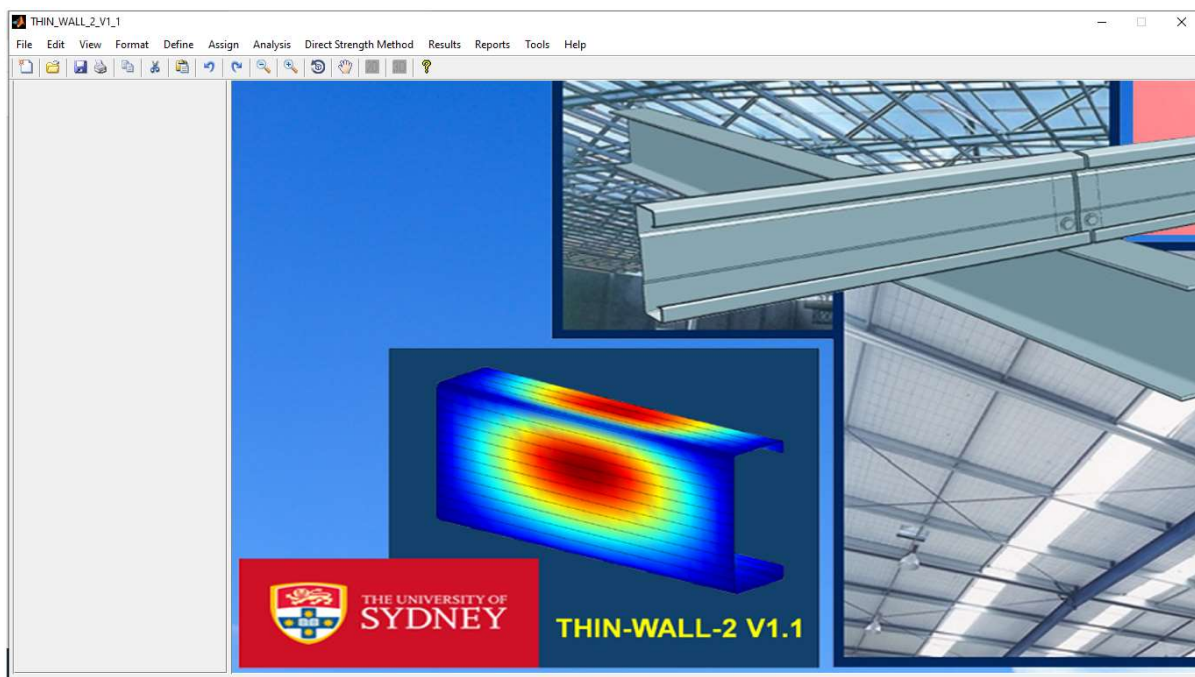 THIN_WALL_2_V1_1
File Edit View Format Define Assign Analysis Direct Strength Method Results Reports Tools Help
THE UNIVERSITY OF
SYDNEY
THIN-WALL-2 V1.1